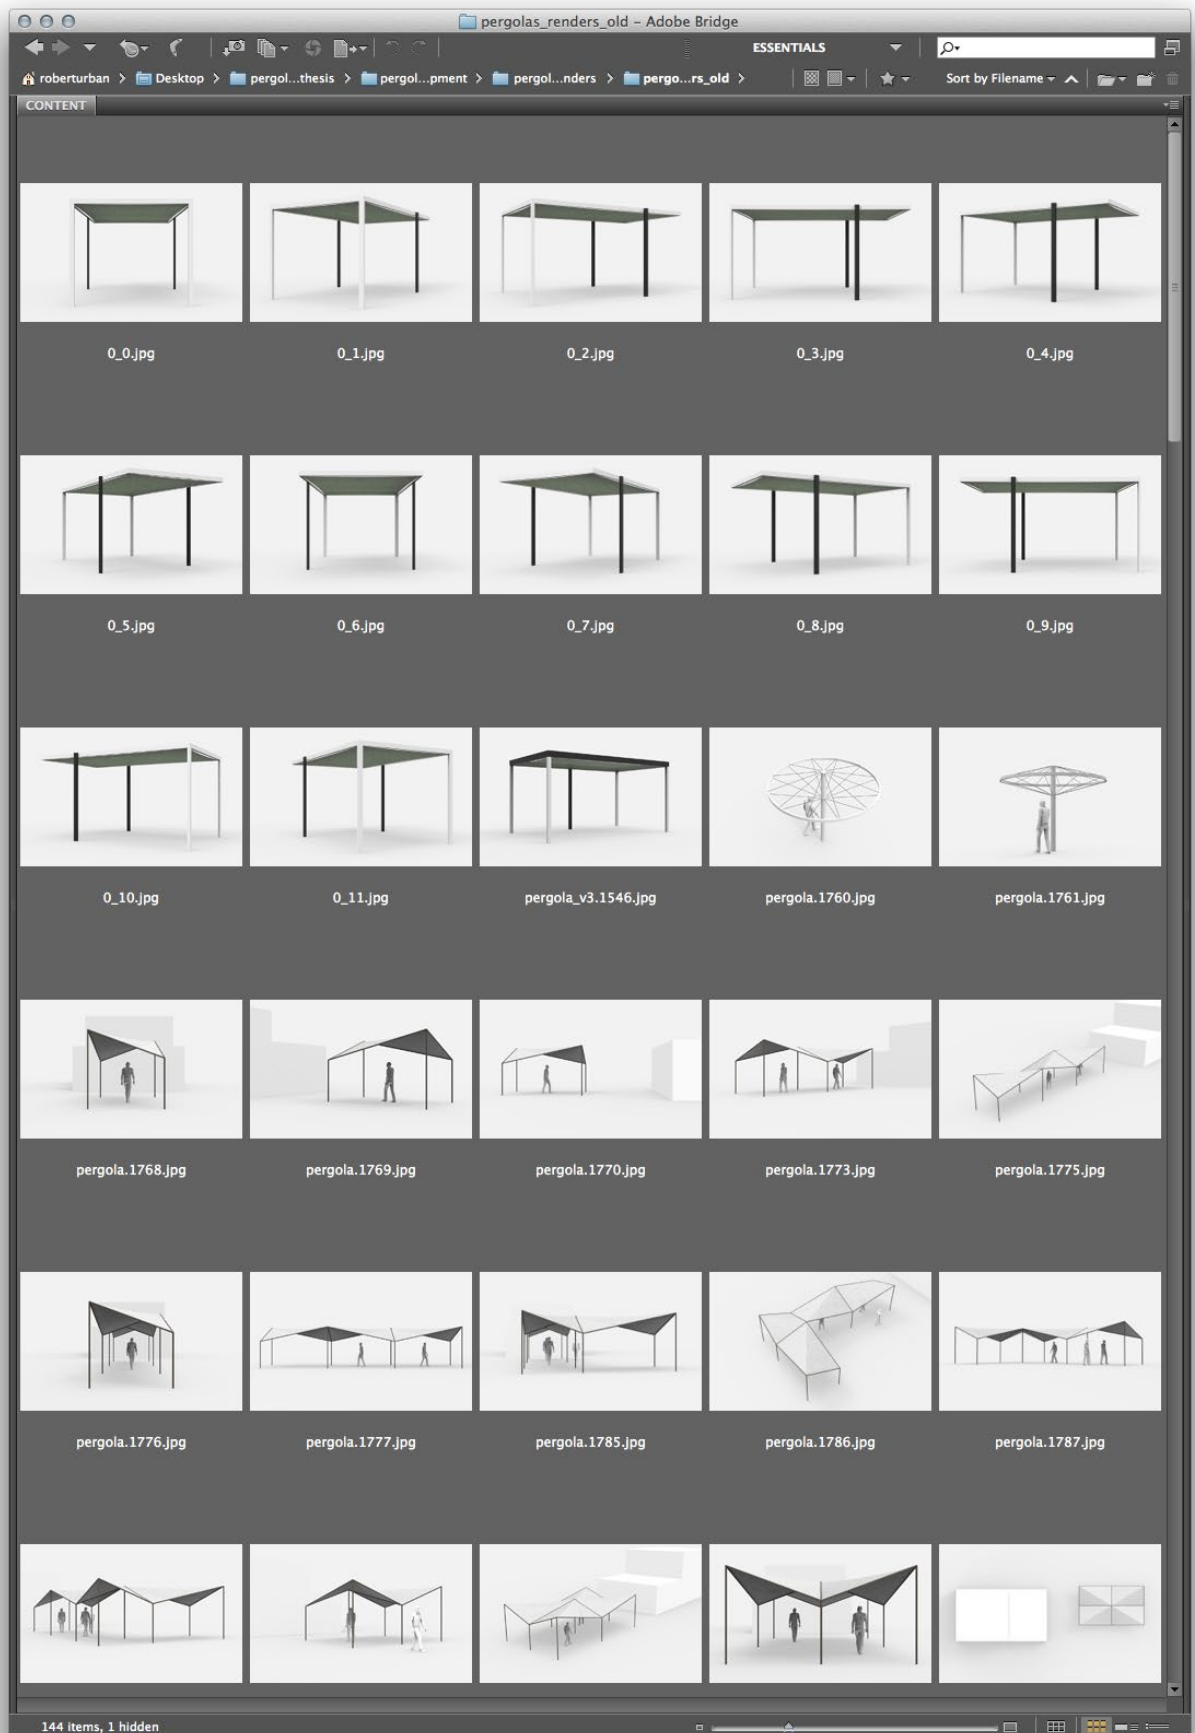 pergolas_renders_old – Adobe Bridge
ESSENTIALS
roberturban > Desktop > pergol...thesis > pergol...pment > pergol...nders > pergo...rs_old >
Sort by Filename
CONTENT
0_0.jpg 0_1.jpg 0_2.jpg 0_3.jpg 0_4.jpg
0_5.jpg 0_6.jpg 0_7.jpg 0_8.jpg 0_9.jpg
0_10.jpg 0_11.jpg pergola_v3.1546.jpg pergola.1760.jpg pergola.1761.jpg
pergola.1768.jpg pergola.1769.jpg pergola.1770.jpg pergola.1773.jpg pergola.1775.jpg
pergola.1776.jpg pergola.1777.jpg pergola.1785.jpg pergola.1786.jpg pergola.1787.jpg
144 items, 1 hidden